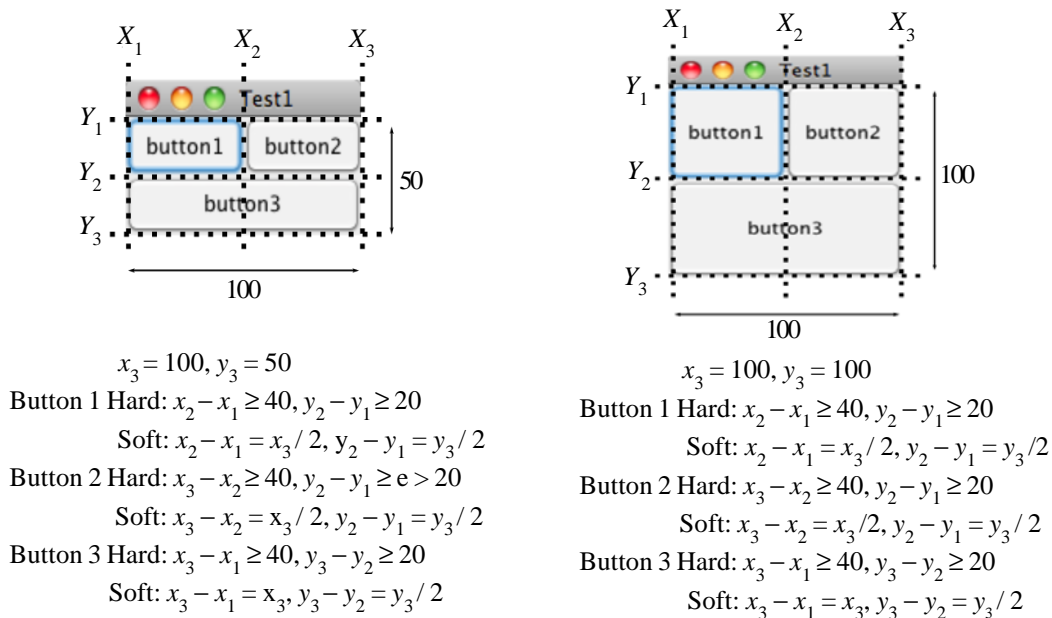 X₁ X₂ X₃
Test1
Y₁
button1 button2
Y₂
50
button3
Y₃
100
x₃ = 100, y₃ = 50
Button 1 Hard: x₂ – x₁ ≥ 40, y₂ – y₁ ≥ 20
Soft: x₂ – x₁ = x₃ / 2, y₂ – y₁ = y₃ / 2
Button 2 Hard: x₃ – x₂ ≥ 40, y₂ – y₁ ≥ e > 20
Soft: x₃ – x₂ = x₃ / 2, y₂ – y₁ = y₃ / 2
Button 3 Hard: x₃ – x₁ ≥ 40, y₃ – y₂ ≥ 20
Soft: x₃ – x₁ = x₃, y₃ – y₂ = y₃ / 2
X₁ X₂ X₃
Test1
Y₁
button1 button2
Y₂
100
button3
Y₃
100
x₃ = 100, y₃ = 100
Button 1 Hard: x₂ – x₁ ≥ 40, y₂ – y₁ ≥ 20
Soft: x₂ – x₁ = x₃ / 2, y₂ – y₁ = y₃/2
Button 2 Hard: x₃ – x₂ ≥ 40, y₂ – y₁ ≥ 20
Soft: x₃ – x₂ = x₃/2, y₂ – y₁ = y₃ / 2
Button 3 Hard: x₃ – x₁ ≥ 40, y₃ – y₂ ≥ 20
Soft: x₃ – x₁ = x₃, y₃ – y₂ = y₃ / 2